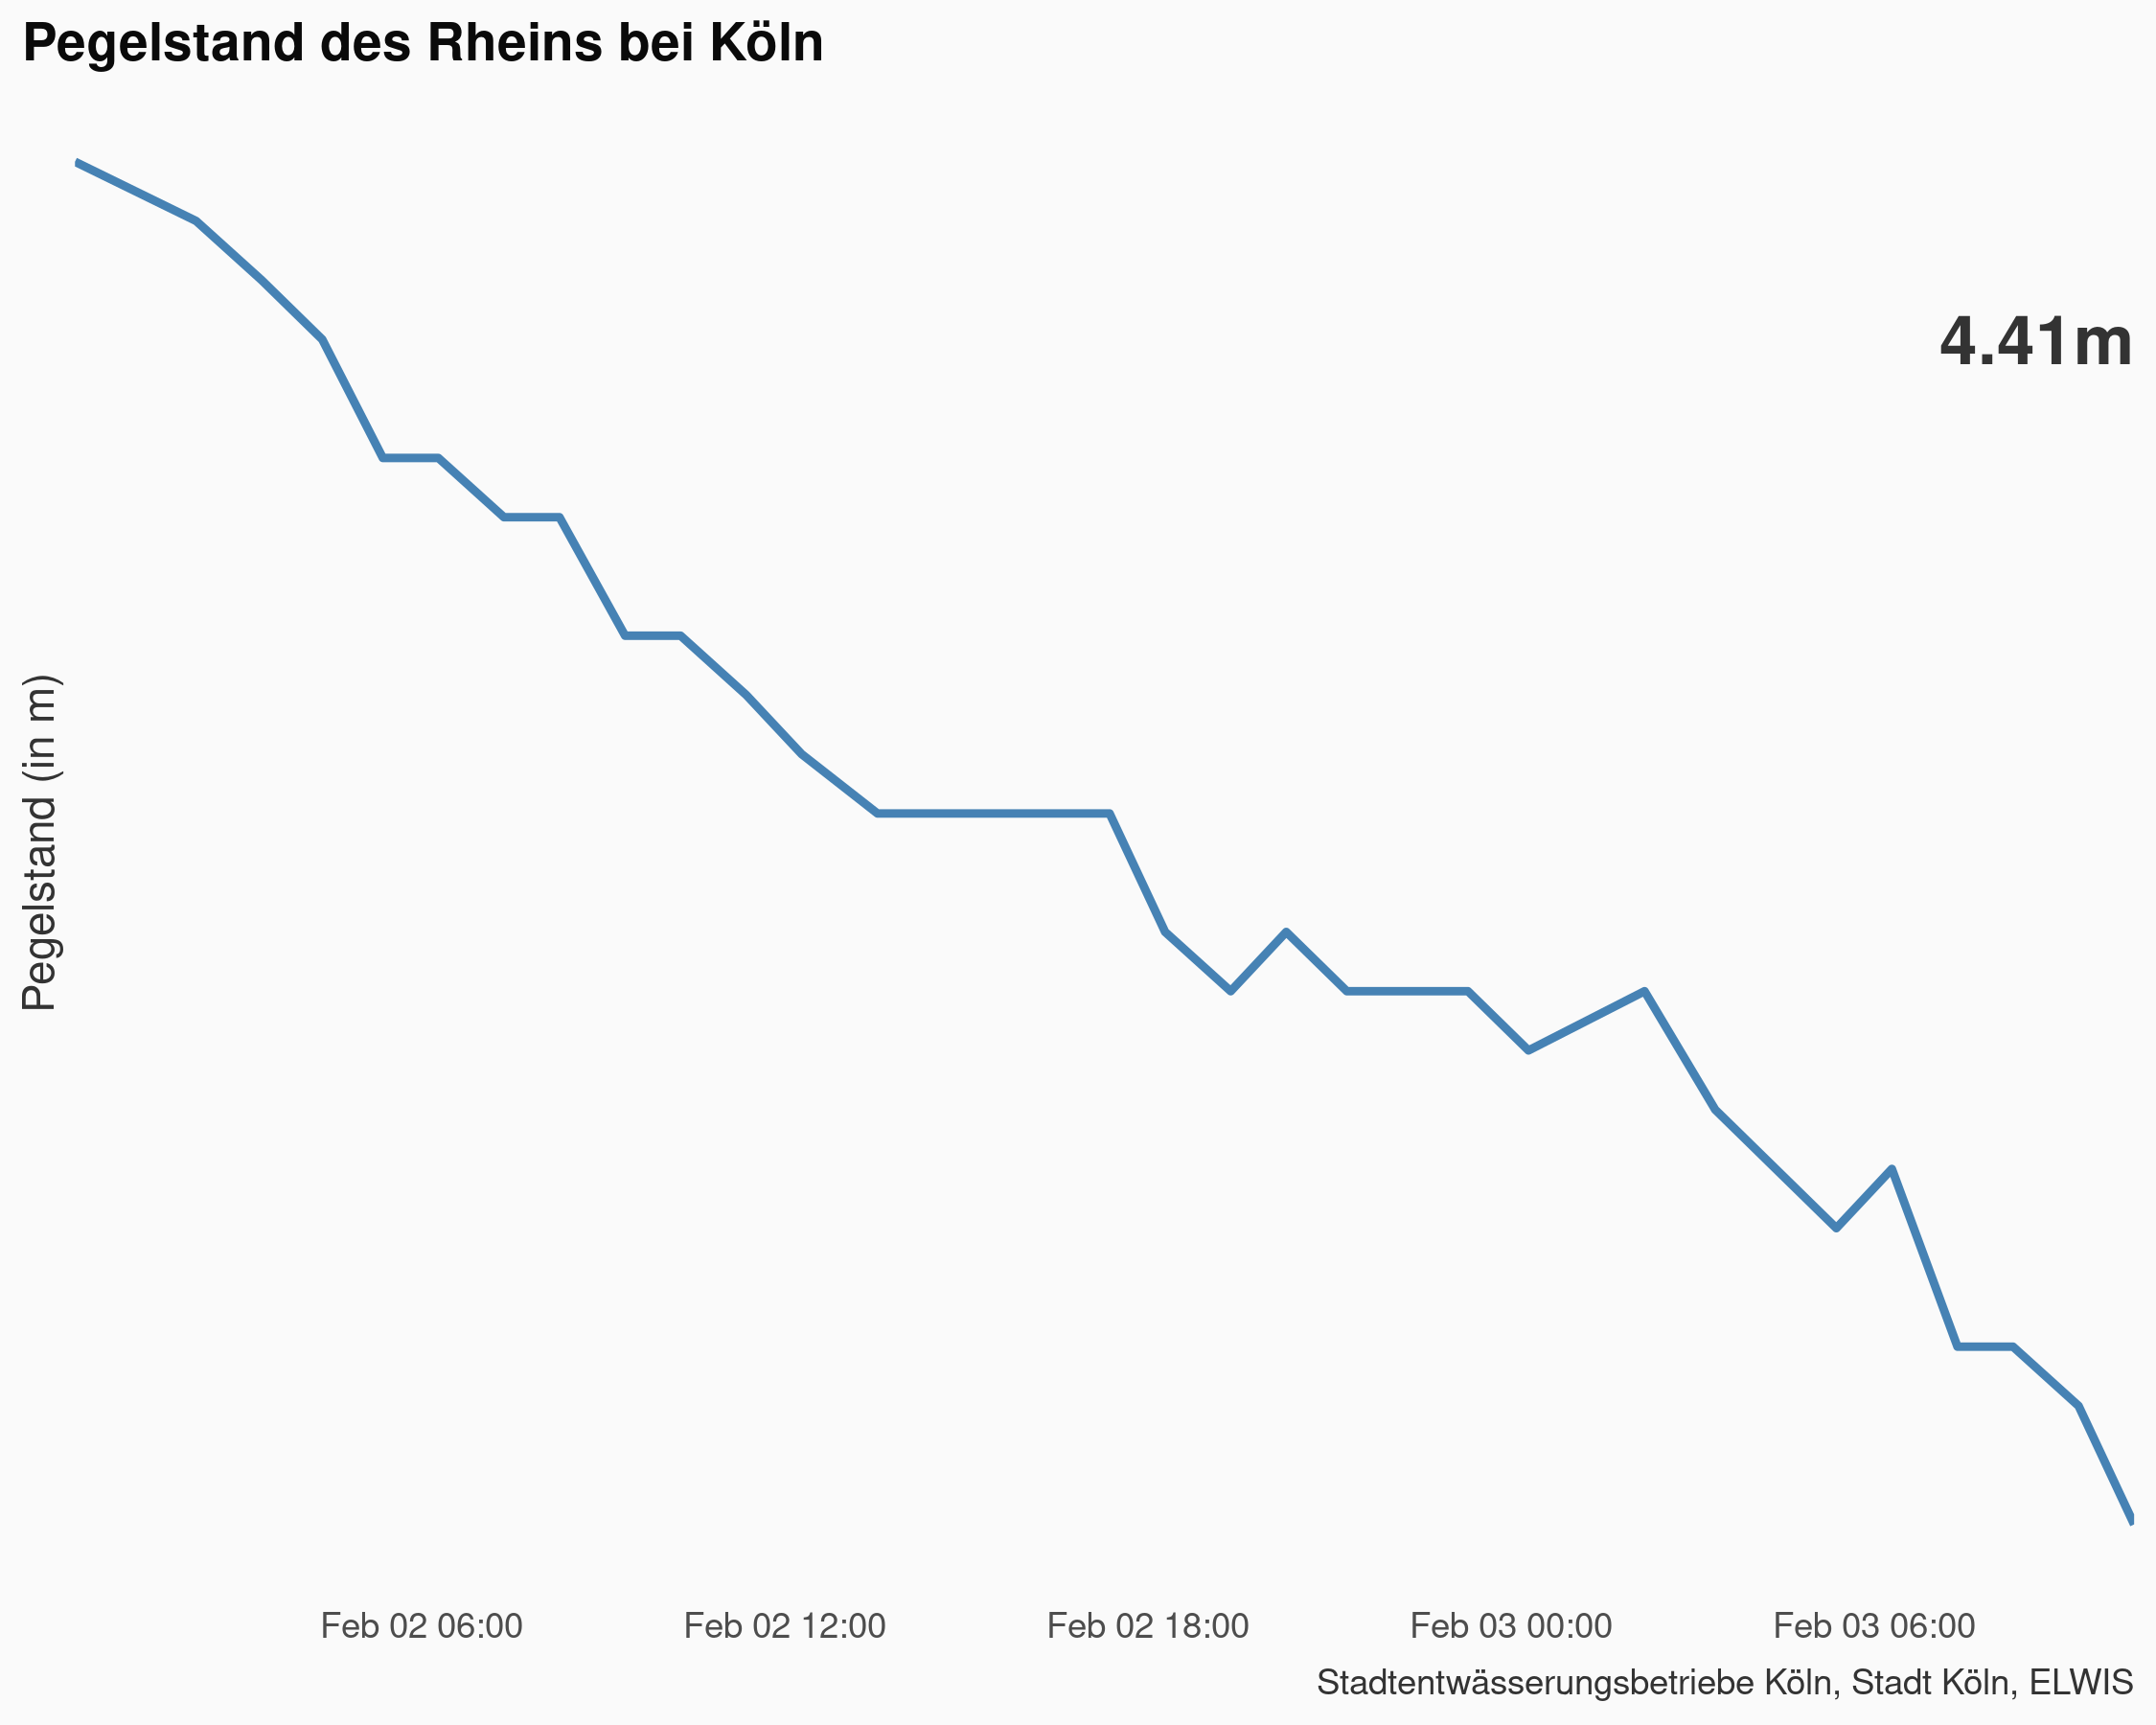 Pegelstand des Rheins bei Köln
4.41m
Pegelstand (in m)
Feb 02 06:00
Feb 02 12:00
Feb 02 18:00
Feb 03 00:00
Feb 03 06:00
Stadtentwässerungsbetriebe Köln, Stadt Köln, ELWIS